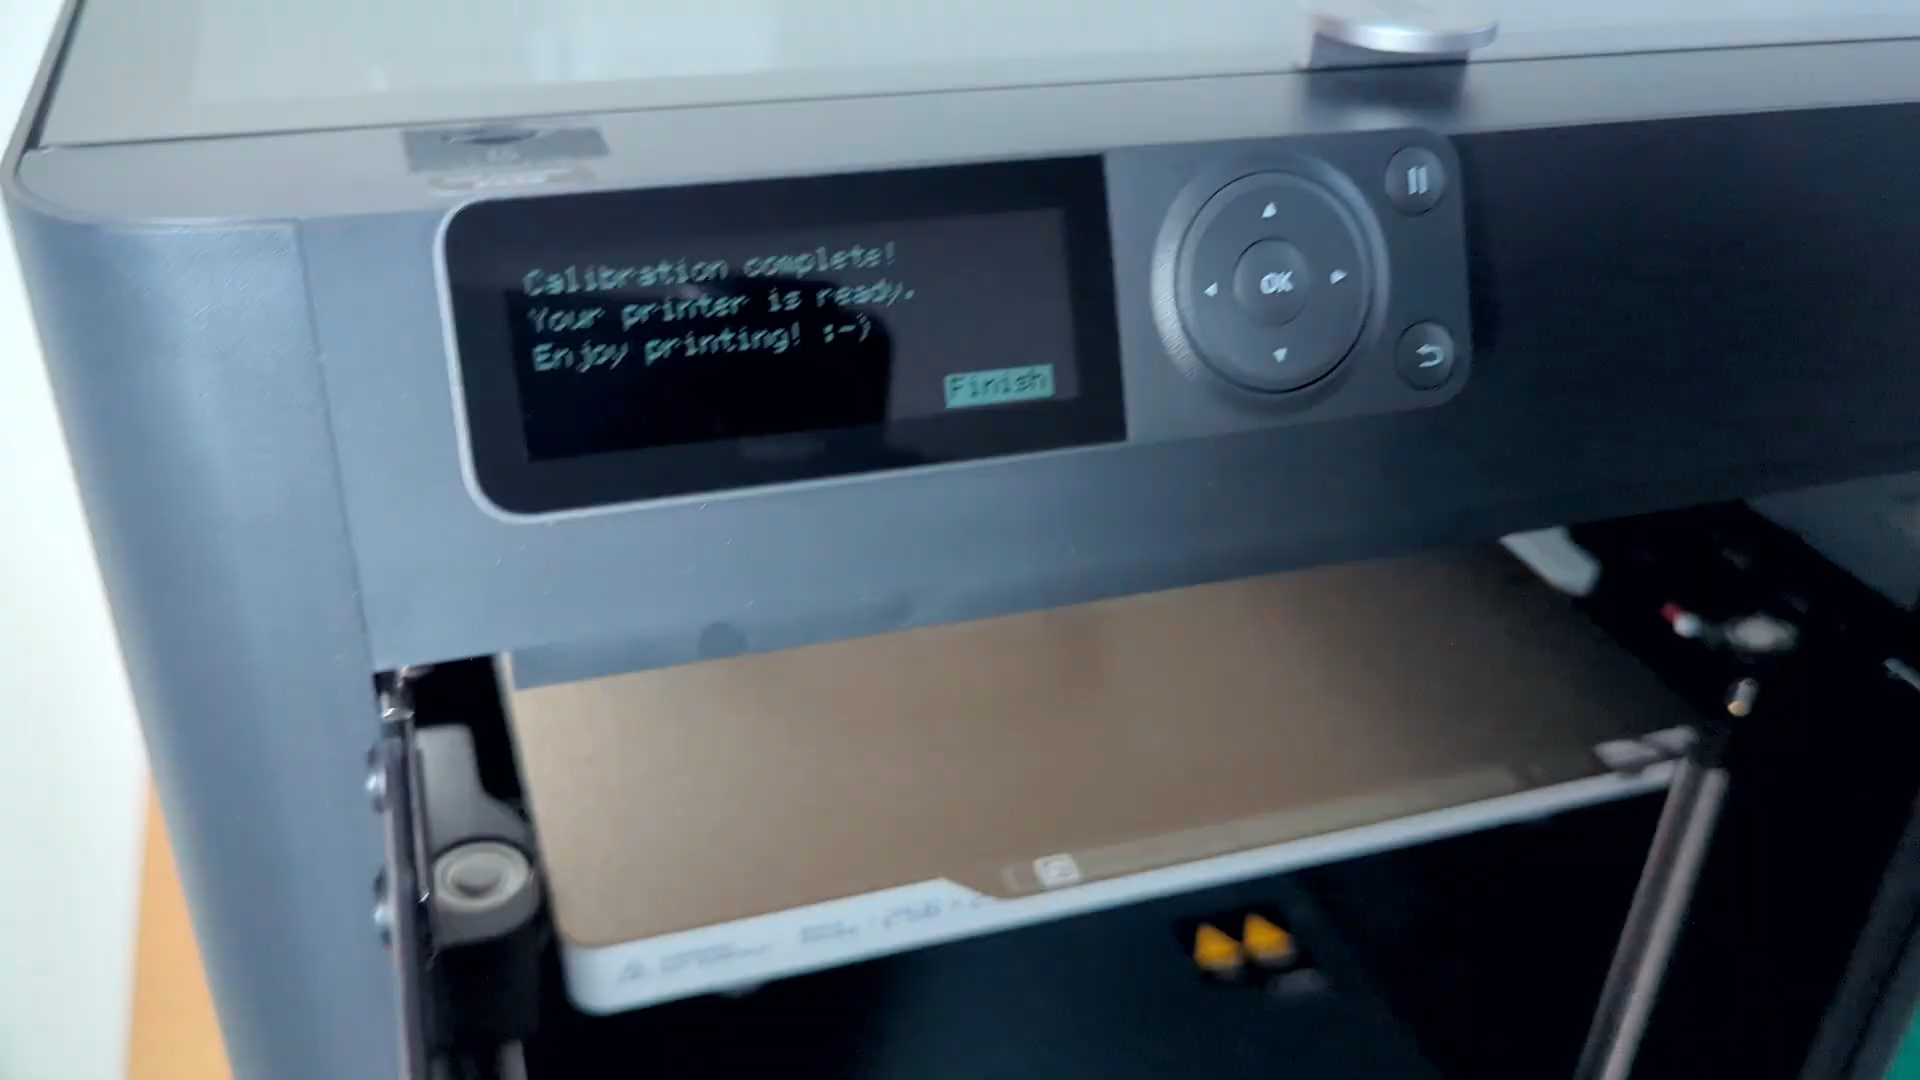 Calibration complete!
Your printer is ready.
Enjoy printing! :-)
Finish
OK